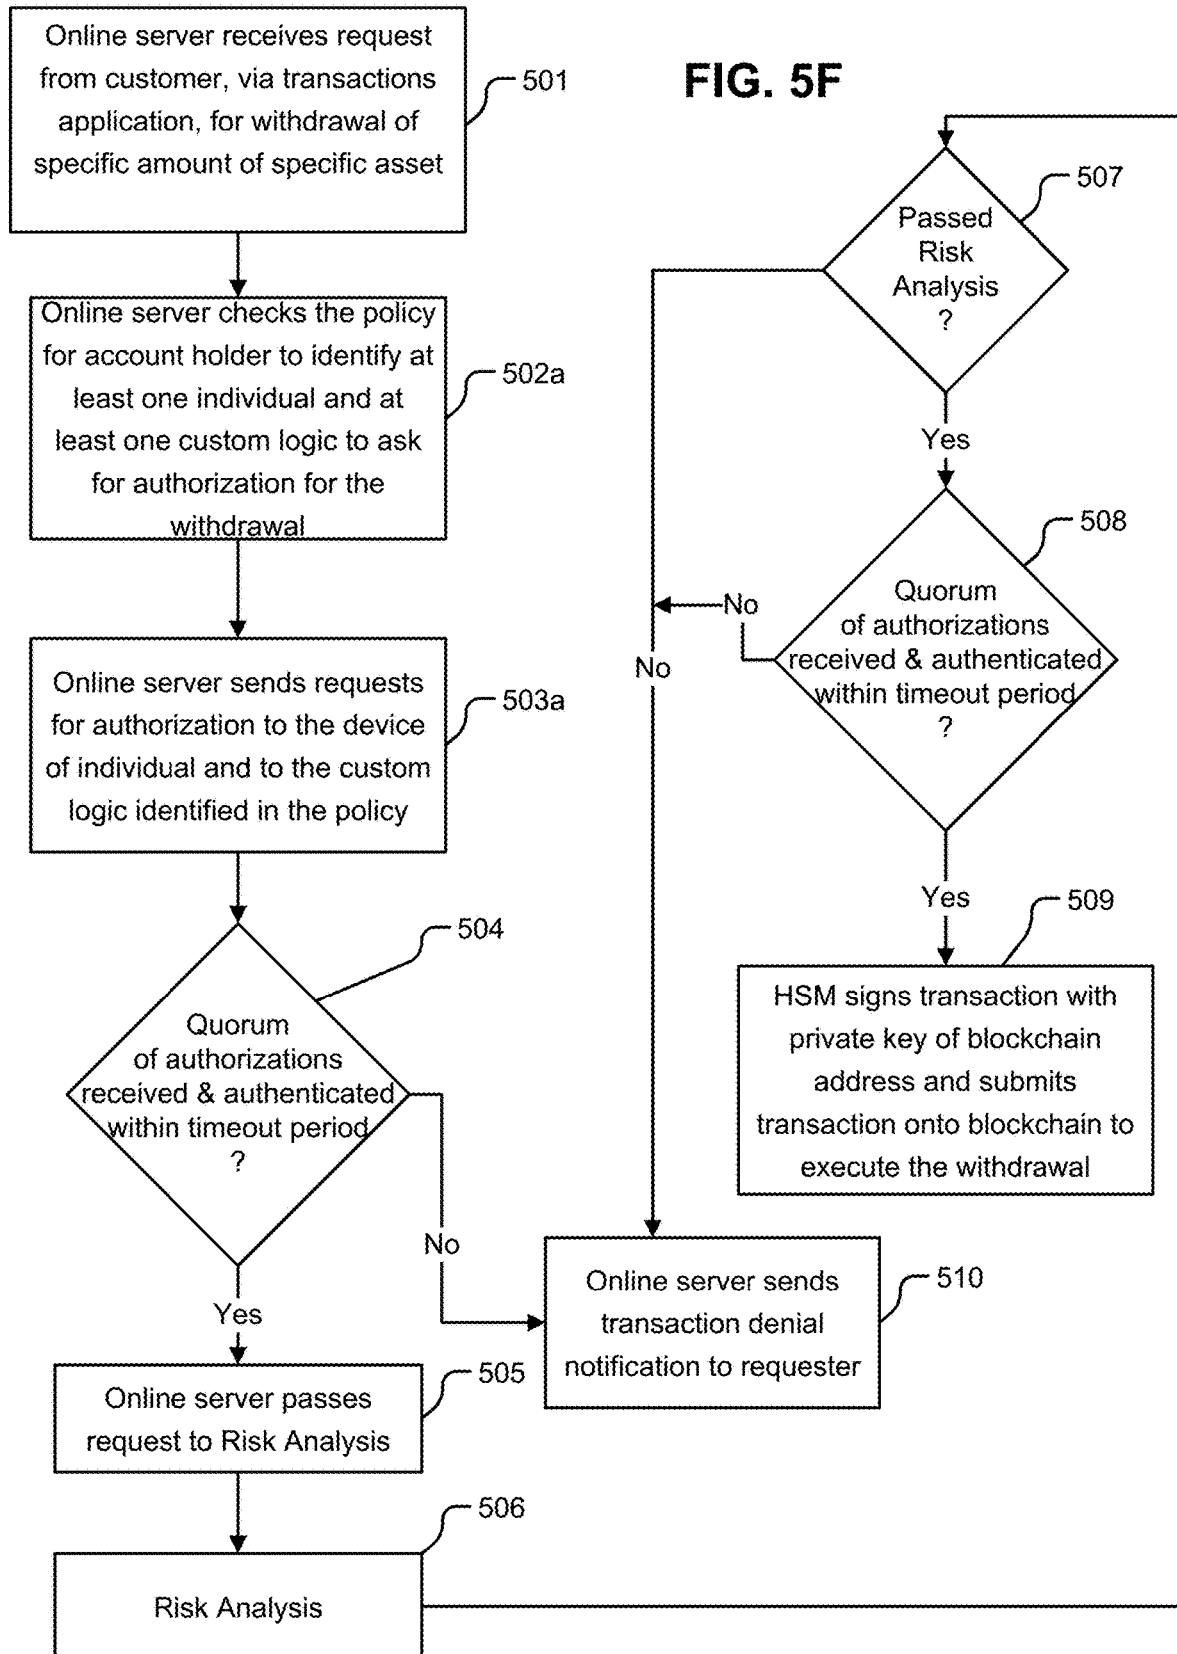 Online server receives request
from customer, via transactions
application, for withdrawal of
specific amount of specific asset
501
Online server checks the policy
for account holder to identify at
least one individual and at
least one custom logic to ask
for authorization for the
withdrawal
502a
Online server sends requests
for authorization to the device
of individual and to the custom
logic identified in the policy
503a
504
Quorum
of authorizations
received & authenticated
within timeout period
?
No
Yes
Online server passes
request to Risk Analysis
505
506
Risk Analysis
FIG. 5F
507
Passed
Risk
Analysis
?
Yes
508
Quorum
of authorizations
received & authenticated
within timeout period
?
No
No
Yes
509
HSM signs transaction with
private key of blockchain
address and submits
transaction onto blockchain to
execute the withdrawal
Online server sends
transaction denial
notification to requester
510